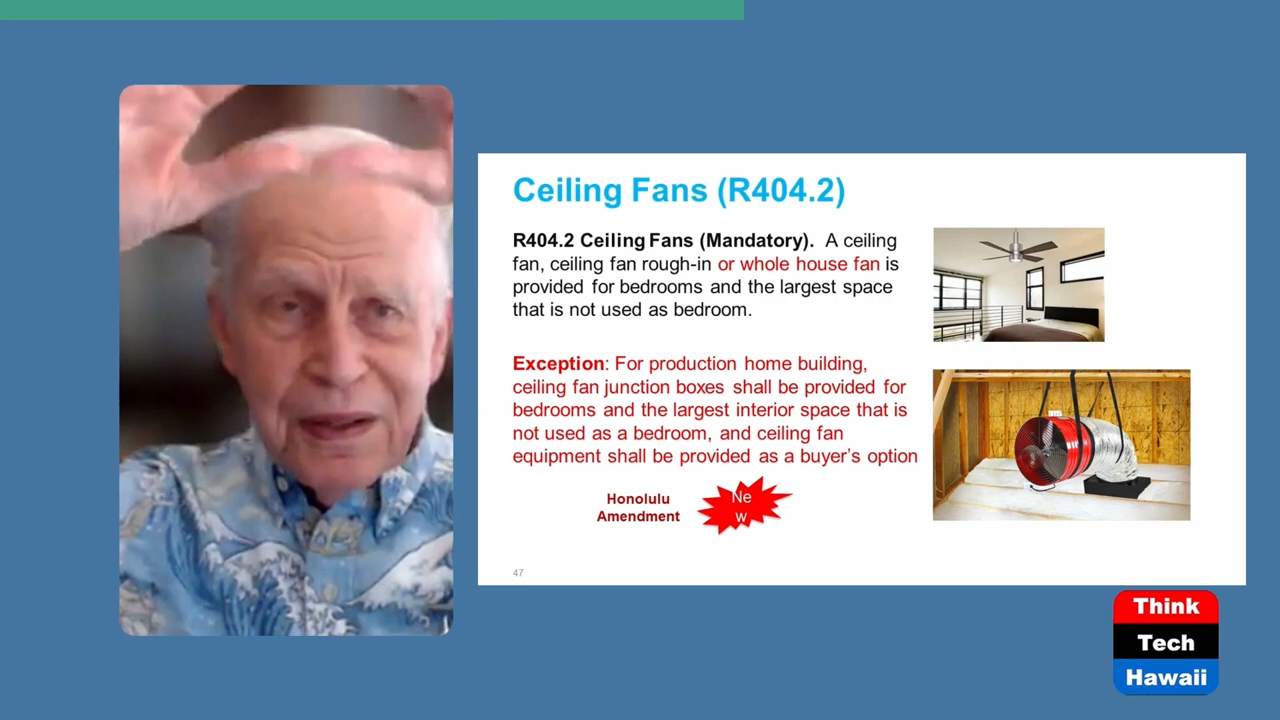 Ceiling Fans (R404.2)
R404.2 Ceiling Fans (Mandatory). A ceiling
fan, ceiling fan rough-in or whole house fan is
provided for bedrooms and the largest space
that is not used as bedroom.
Exception: For production home building,
ceiling fan junction boxes shall be provided for
bedrooms and the largest interior space that is
not used as a bedroom, and ceiling fan
equipment shall be provided as a buyer’s option
Honolulu
Amendment
Ne
w
47
Think
Tech
Hawaii